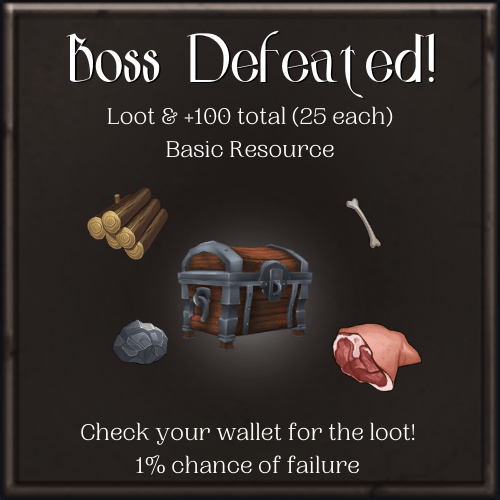 Boss Defeated!
Loot & +100 total (25 each)
Basic Resource
Check your wallet for the loot!
1% chance of failure